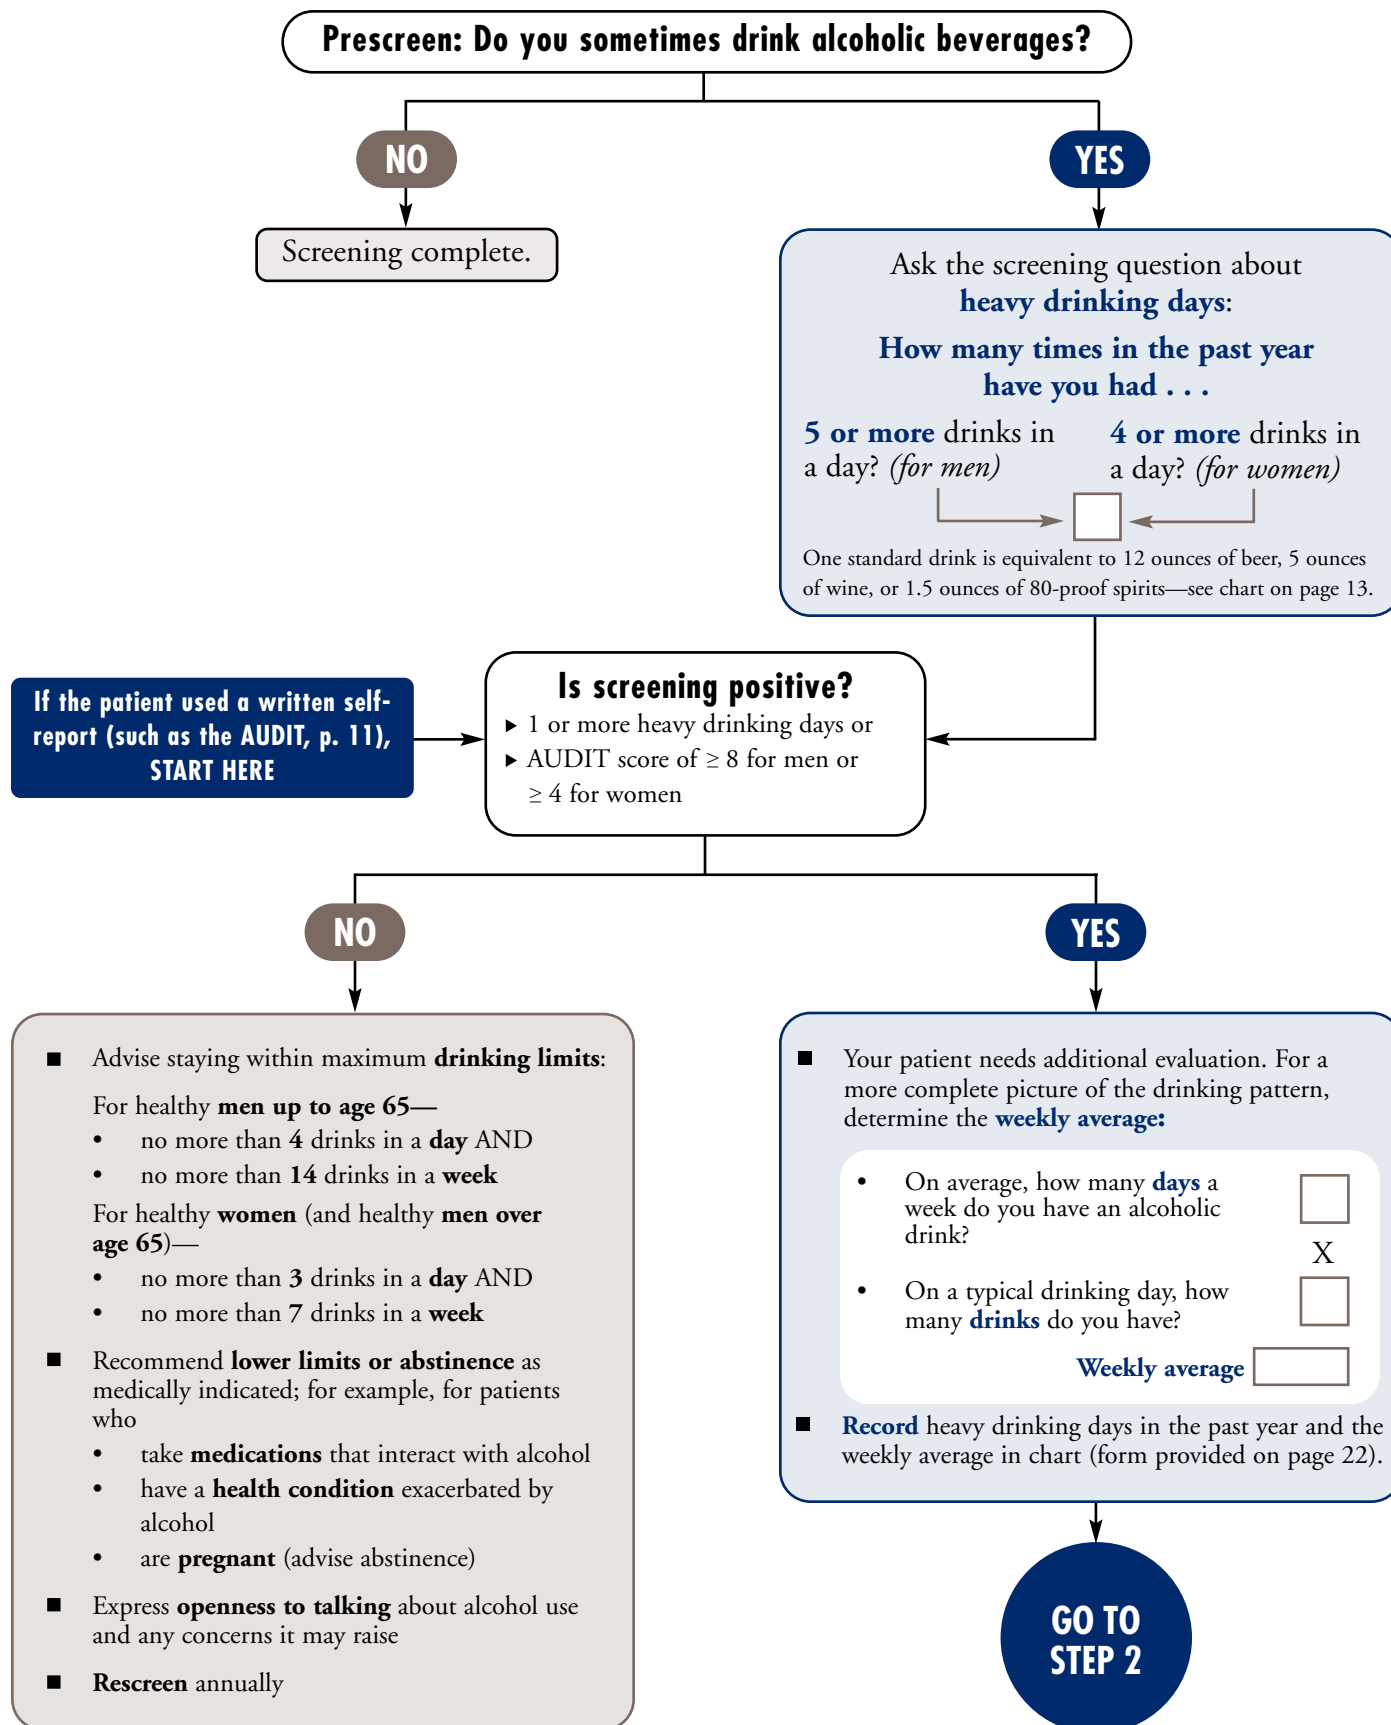 Prescreen: Do you sometimes drink alcoholic beverages?
NO
YES
Screening complete.
Ask the screening question about
heavy drinking days:
How many times in the past year
have you had . . .
5 or more drinks in
a day? (for men)
4 or more drinks in
a day? (for women)
One standard drink is equivalent to 12 ounces of beer, 5 ounces
of wine, or 1.5 ounces of 80-proof spirits—see chart on page 13.
If the patient used a written self-
report (such as the AUDIT, p. 11),
START HERE
Is screening positive?
▶ 1 or more heavy drinking days or
▶ AUDIT score of ≥ 8 for men or
≥ 4 for women
NO
YES
■ Advise staying within maximum drinking limits:
For healthy men up to age 65—
• no more than 4 drinks in a day AND
• no more than 14 drinks in a week
For healthy women (and healthy men over
age 65)—
• no more than 3 drinks in a day AND
• no more than 7 drinks in a week
■ Recommend lower limits or abstinence as
medically indicated; for example, for patients
who
• take medications that interact with alcohol
• have a health condition exacerbated by
alcohol
• are pregnant (advise abstinence)
■ Express openness to talking about alcohol use
and any concerns it may raise
■ Rescreen annually
■ Your patient needs additional evaluation. For a
more complete picture of the drinking pattern,
determine the weekly average:
• On average, how many days a
week do you have an alcoholic
drink?
X
• On a typical drinking day, how
many drinks do you have?
Weekly average
■ Record heavy drinking days in the past year and the
weekly average in chart (form provided on page 22).
GO TO
STEP 2